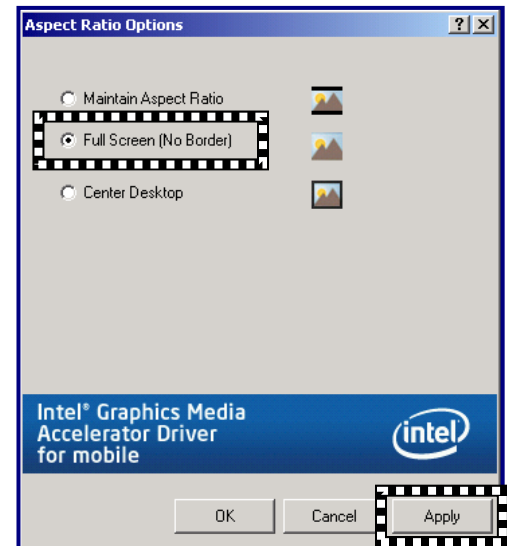 Aspect Ratio Options
Maintain Aspect Ratio
Full Screen (No Border)
Center Desktop
Intel® Graphics Media
Accelerator Driver
for mobile
intel
OK Cancel Apply